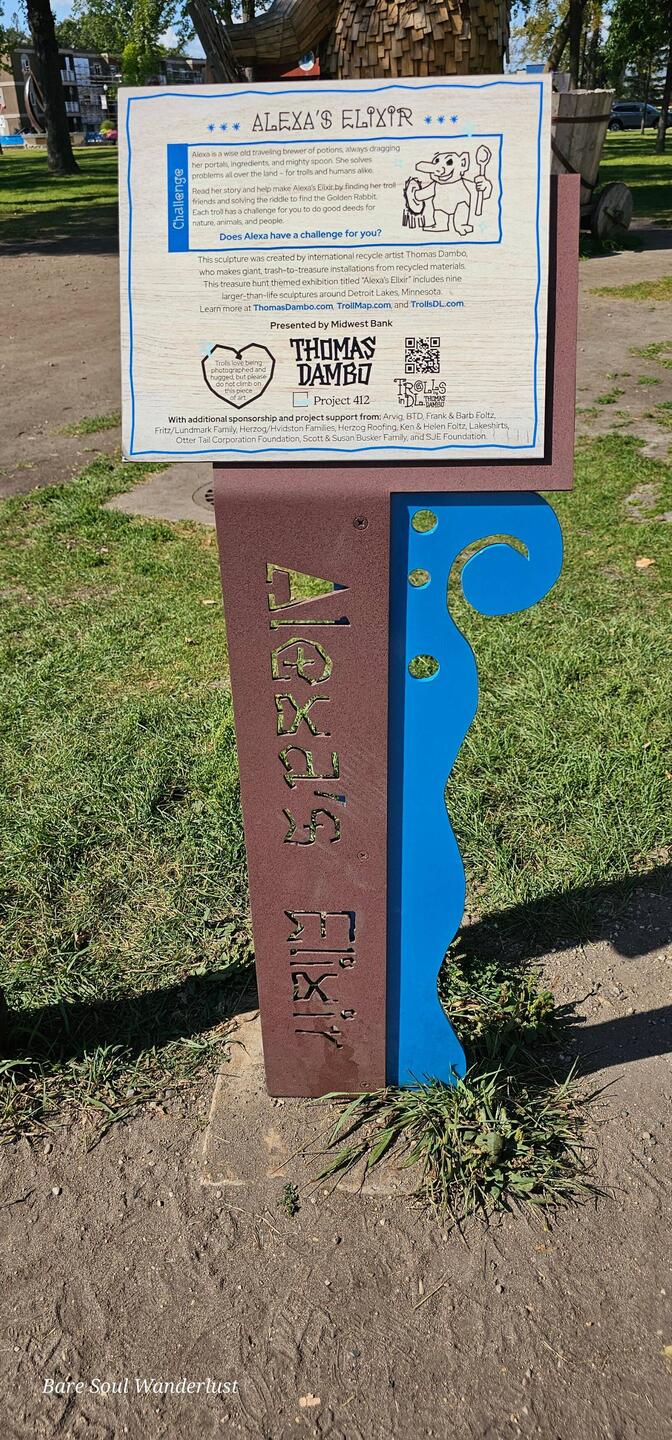 ALEXA'S ELIXIR
Challenge
Alexa is a wise old traveling brewer of potions, always dragging
her portals, ingredients, and mighty spoon. She solves
problems all over the land – for trolls and humans alike.
Read her story and help make Alexa's Elixir by finding her troll
friends and solving the riddle to find the Golden Rabbit.
Each troll has a challenge for you to do good deeds for
nature, animals, and people.
Does Alexa have a challenge for you?
This sculpture was created by international recycle artist Thomas Dambo,
who makes giant, trash-to-treasure installations from recycled materials.
This treasure hunt themed exhibition titled "Alexa's Elixir" includes nine
larger-than-life sculptures around Detroit Lakes, Minnesota.
Learn more at ThomasDambo.com, TrollMap.com, and TrollsDL.com.
Presented by Midwest Bank
Trolls love being
photographed and
hugged, but please
do not climb on
this piece
of art.
THOMAS
DAMBO
Project 412
TROLLS
IN DL BY THOMAS
DAMBO
With additional sponsorship and project support from: Arvig, BTD, Frank & Barb Foltz,
Fritz/Lundmark Family, Herzog/Hvidston Families, Herzog Roofing, Ken & Helen Foltz, Lakeshirts,
Otter Tail Corporation Foundation, Scott & Susan Busker Family, and SJE Foundation.
Alexa's Elixir
Bare Soul Wanderlust